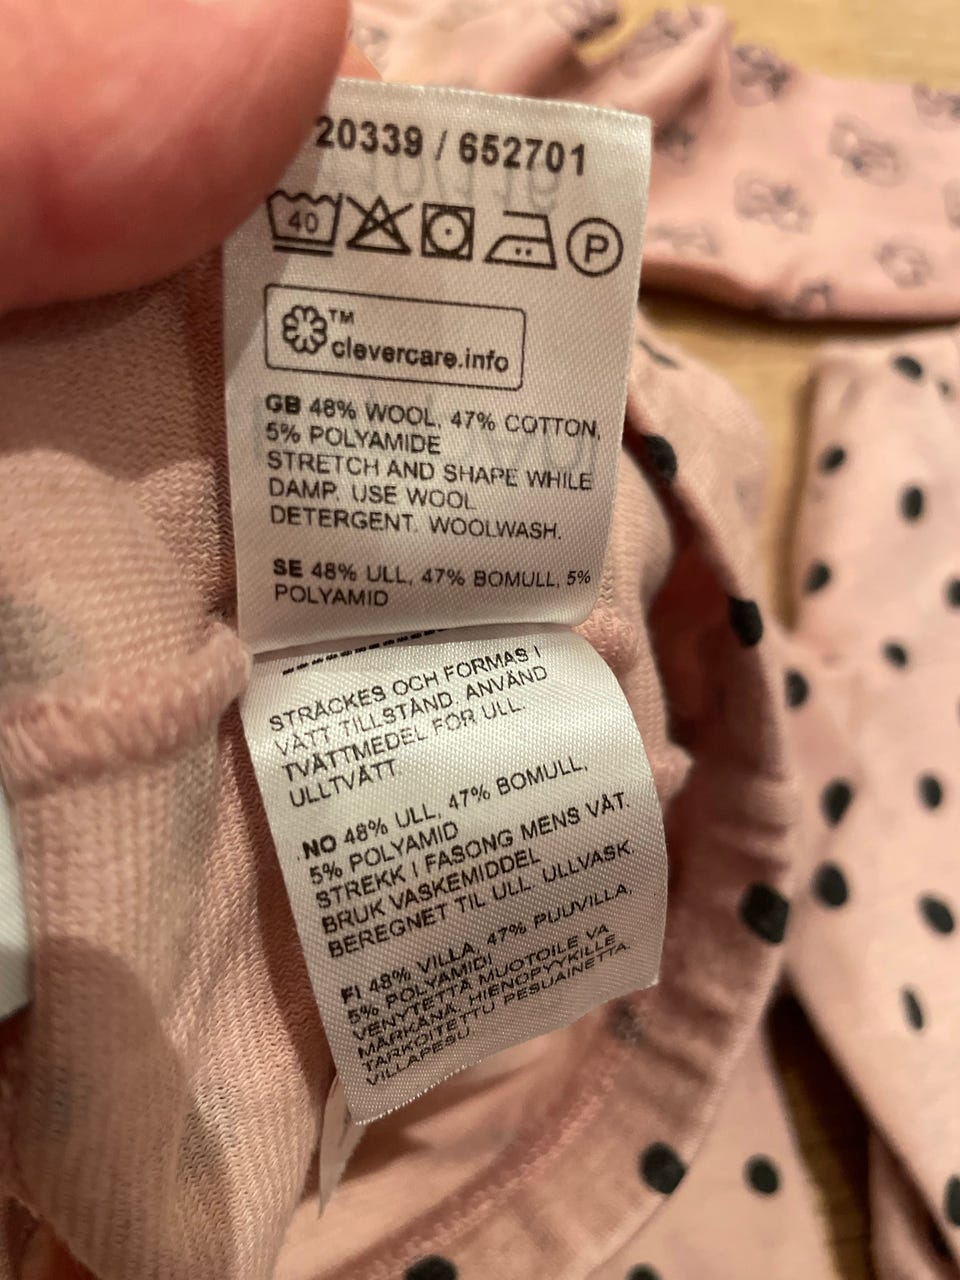 20339 / 652701
40
P
TM
clevercare.info
GB 48% WOOL, 47% COTTON,
5% POLYAMIDE
STRETCH AND SHAPE WHILE
DAMP. USE WOOL
DETERGENT. WOOLWASH.
SE 48% ULL, 47% BOMULL, 5%
POLYAMID
STRÄCKES OCH FORMAS I
VÅTT TILLSTÅND. ANVÄND
TVÄTTMEDEL FÖR ULL.
ULLTVÄTT.
NO 48% ULL, 47% BOMULL,
5% POLYAMID
STREKK I FASONG MENS VÅT.
BRUK VASKEMIDDEL
BEREGNET TIL ULL. ULLVASK.
FI 48% VILLA, 47% PUUVILLA,
5% POLYAMIDI
VENYTETTÄ MUOTOILE VA
MÄRKÄNÄ. HIENOPYYKILLE
TARKOITETTU PESUAINETTA.
VILLAPESU